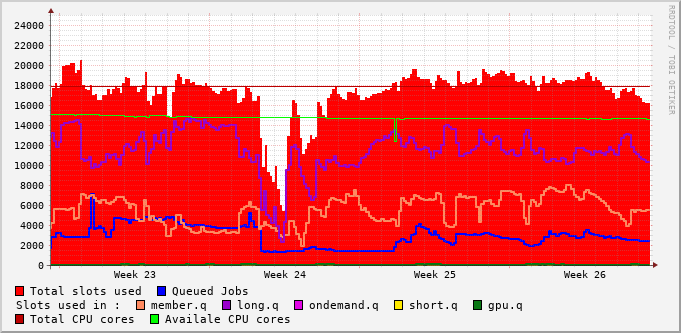 RRDTOOL / TOBI OETIKER
24000
22000
20000
18000
16000
14000
12000
10000
8000
6000
4000
2000
0
Week 23 Week 24 Week 25 Week 26
Total slots used Queued Jobs
Slots used in : member.q long.q ondemand.q short.q gpu.q
Total CPU cores Availale CPU cores